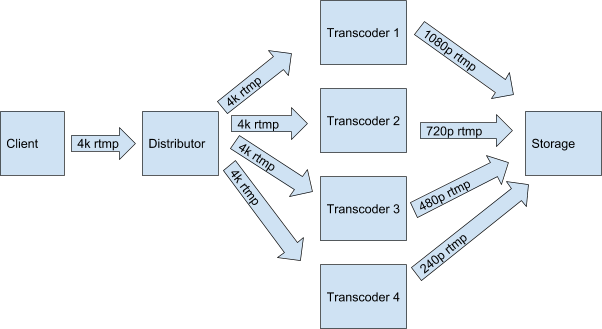 Client
4k rtmp
Distributor
4k rtmp
4k rtmp
4k rtmp
4k rtmp
Transcoder 1
Transcoder 2
Transcoder 3
Transcoder 4
1080p rtmp
720p rtmp
480p rtmp
240p rtmp
Storage